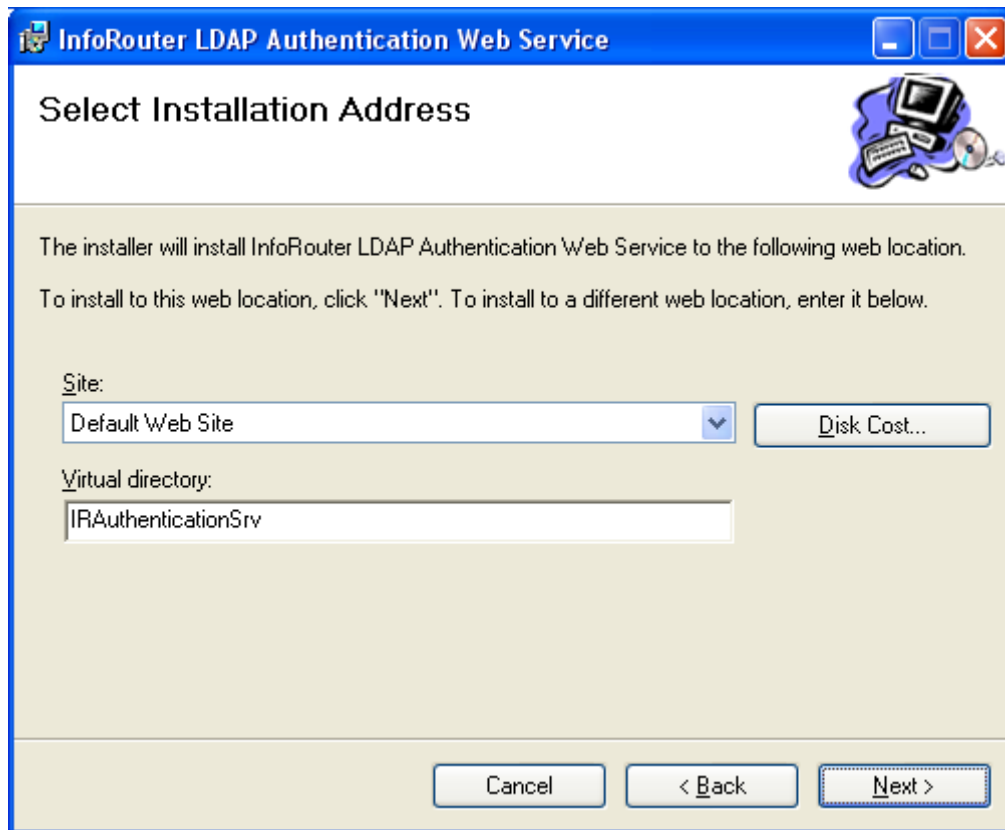 InfoRouter LDAP Authentication Web Service
Select Installation Address
The installer will install InfoRouter LDAP Authentication Web Service to the following web location.
To install to this web location, click "Next". To install to a different web location, enter it below.
Site:
Default Web Site
Disk Cost...
Virtual directory:
IRAuthenticationSrv
Cancel
< Back
Next >